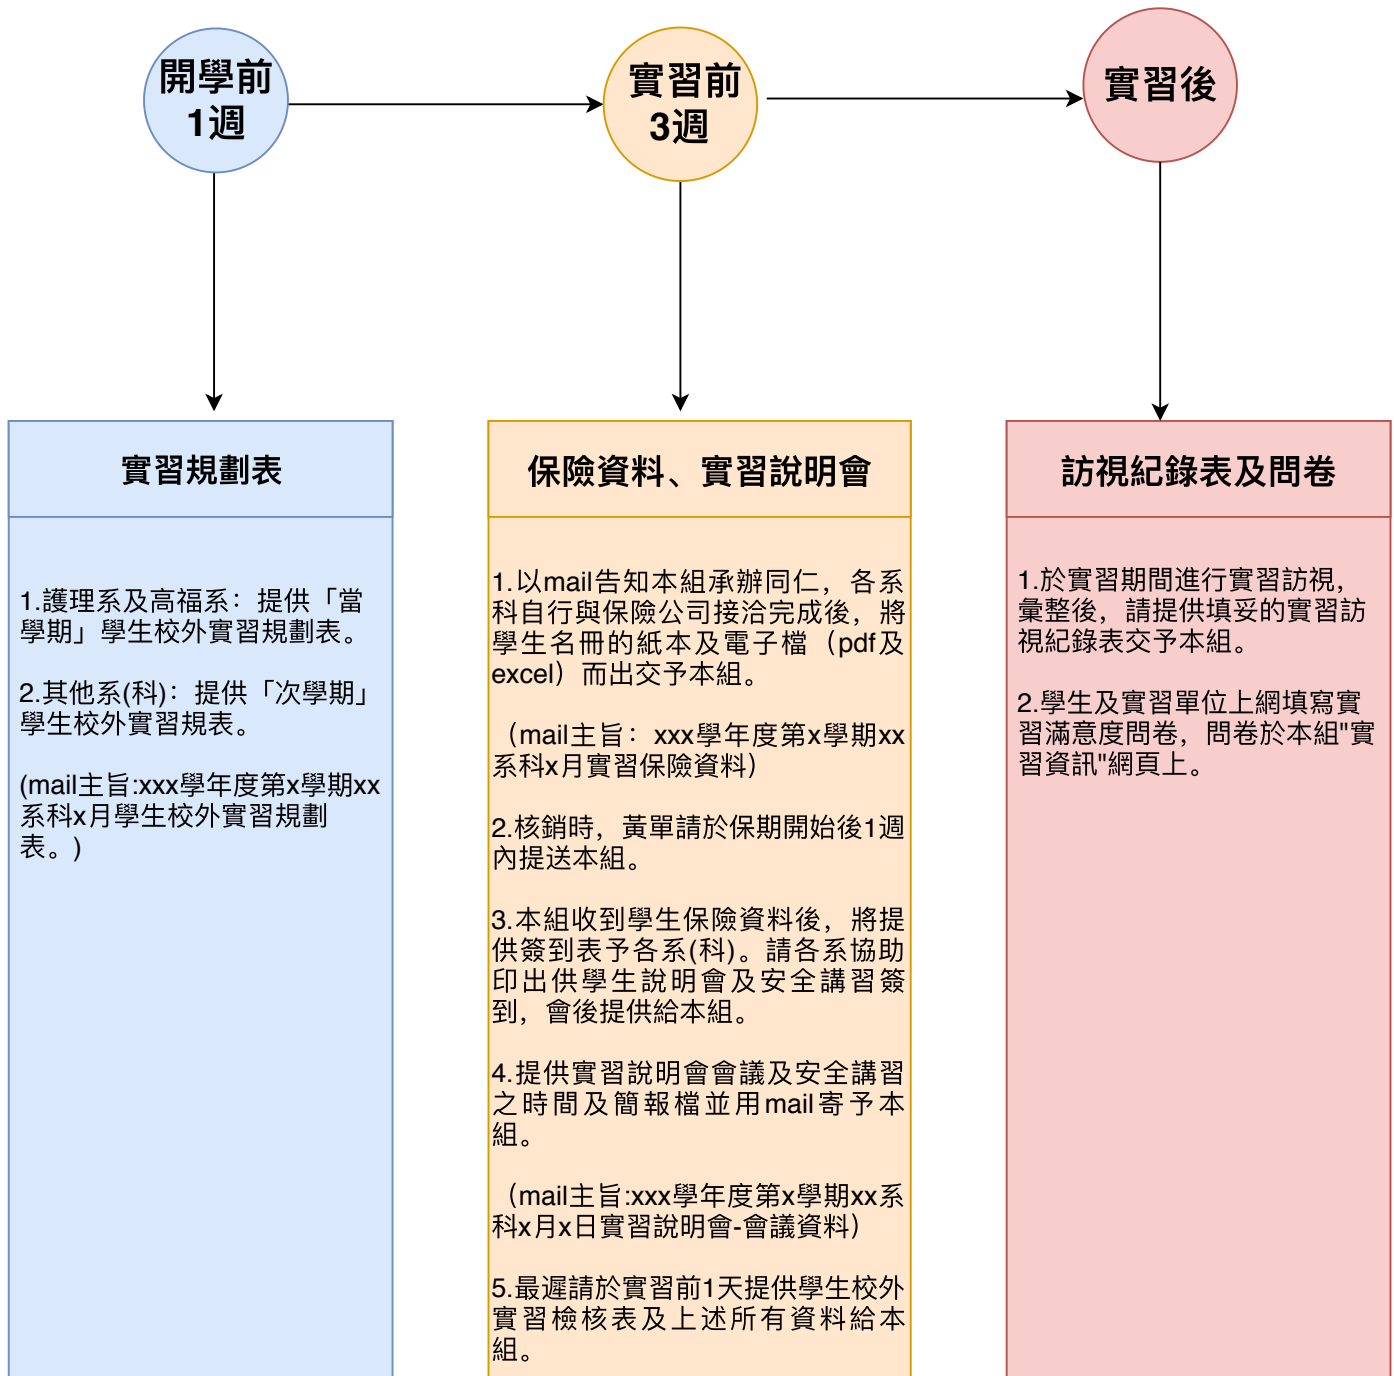 開學前
1週
實習前
3週
實習後
實習規劃表
1.護理系及高福系：提供「當
學期」學生校外實習規劃表。
2.其他系(科)：提供「次學期」
學生校外實習規表。
(mail主旨:xxx學年度第x學期xx
系科x月學生校外實習規劃
表。)
保險資料、實習說明會
1.以mail告知本組承辦同仁，各系
科自行與保險公司接洽完成後，將
學生名冊的紙本及電子檔（pdf及
excel）而出交予本組。
（mail主旨：xxx學年度第x學期xx
系科x月實習保險資料）
2.核銷時，黃單請於保期開始後1週
內提送本組。
3.本組收到學生保險資料後，將提
供簽到表予各系(科)。請各系協助
印出供學生說明會及安全講習簽
到，會後提供給本組。
4.提供實習說明會會議及安全講習
之時間及簡報檔並用mail寄予本
組。
（mail主旨:xxx學年度第x學期xx系
科x月x日實習說明會-會議資料）
5.最遲請於實習前1天提供學生校外
實習檢核表及上述所有資料給本
組。
訪視紀錄表及問卷
1.於實習期間進行實習訪視，
彙整後，請提供填妥的實習訪
視紀錄表交予本組。
2.學生及實習單位上網填寫實
習滿意度問卷，問卷於本組"實
習資訊"網頁上。